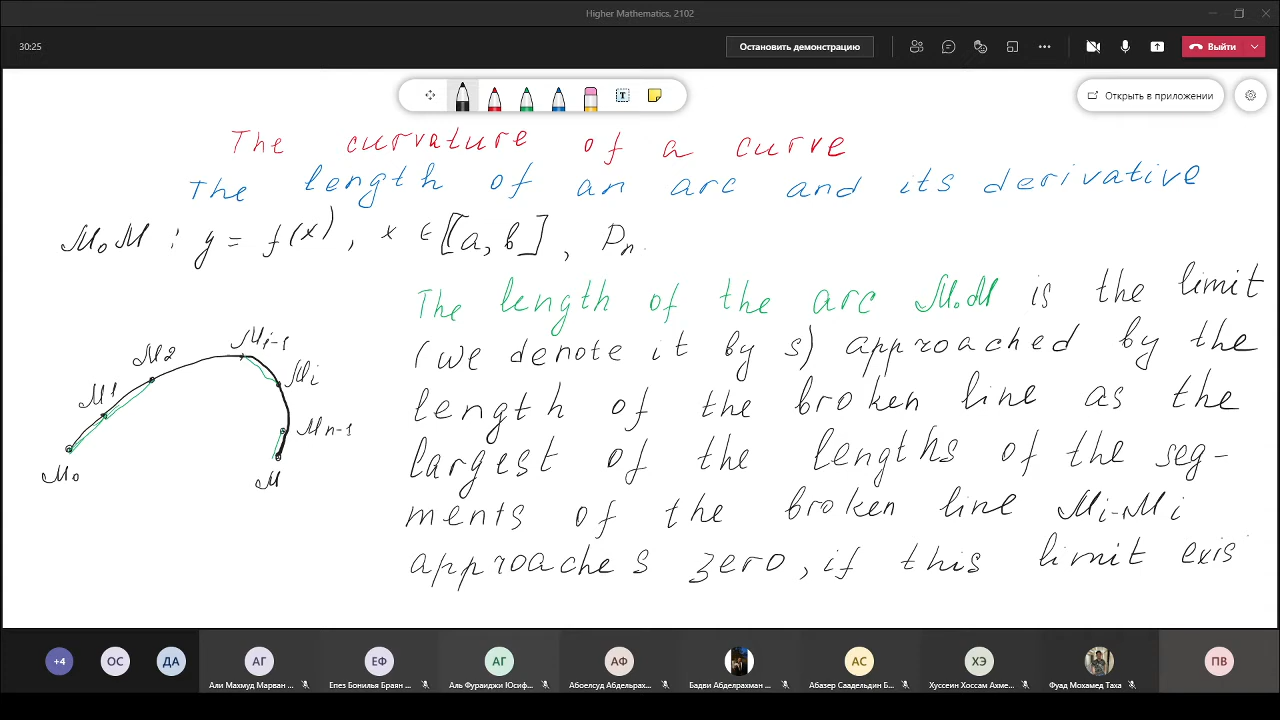 Higher Mathematics, 2102
30:25
Остановить демонстрацию
Выйти
Открыть в приложении
The curvature of a curve
The length of an arc and its derivative
M₀M : y = f(x), x ∈ [a, b], Pₙ
The length of the arc M₀M is the limit
(we denote it by s) approached by the
length of the broken line as the
largest of the lengths of the seg-
ments of the broken line Mᵢ₋₁Mᵢ
approaches zero, if this limit exis
Mᵢ₋₁
M2
Mᵢ
M1
Mₙ₋₁
M₀
M
+4
ОС
ДА
АГ
ЕФ
АГ
АФ
АС
ХЭ
ПВ
Али Махмуд Марван ...
Епез Бонилья Браян ...
Аль Фураиджи Юсиф...
Абоелсуд Абдельрах...
Бадви Абделрахман ...
Абазер Саадельдин Б...
Хуссеин Хоссам Ахме...
Фуад Мохамед Таха